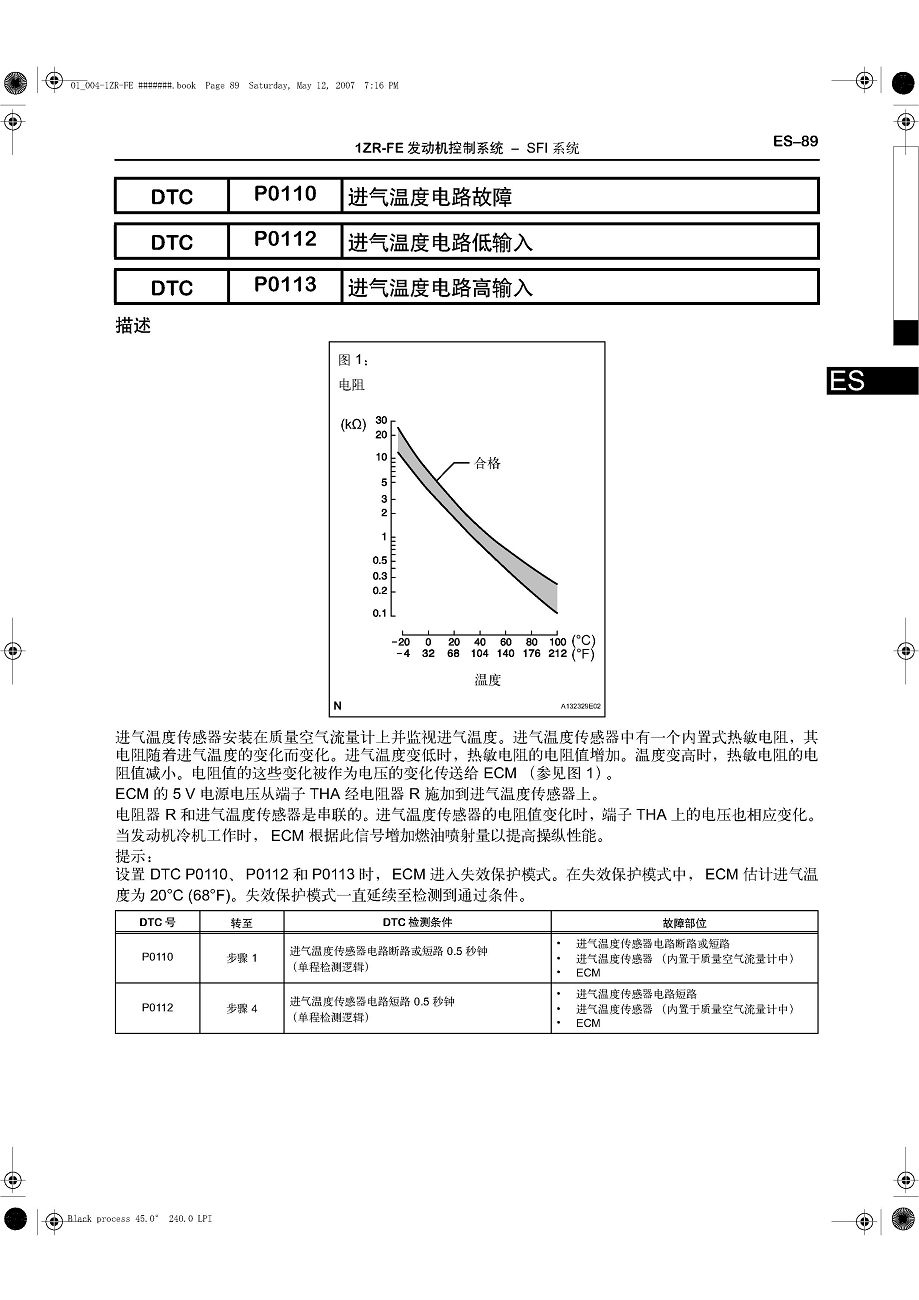 01_004-1ZR-FE #######.book Page 89 Saturday, May 12, 2007 7:16 PM
1ZR-FE 发动机控制系统 – SFI 系统
ES–89
DTC P0110 进气温度电路故障
DTC P0112 进气温度电路低输入
DTC P0113 进气温度电路高输入
描述
ES
图 1:
电阻
(kΩ)
30
20
10
5
3
2
1
0.5
0.3
0.2
0.1
合格
-20 0 20 40 60 80 100 (°C)
-4 32 68 104 140 176 212 (°F)
温度
N
A132329E02
进气温度传感器安装在质量空气流量计上并监视进气温度。进气温度传感器中有一个内置式热敏电阻，其
电阻随着进气温度的变化而变化。进气温度变低时，热敏电阻的电阻值增加。温度变高时，热敏电阻的电
阻值减小。电阻值的这些变化被作为电压的变化传送给 ECM （参见图 1）。
ECM 的 5 V 电源电压从端子 THA 经电阻器 R 施加到进气温度传感器上。
电阻器 R 和进气温度传感器是串联的。进气温度传感器的电阻值变化时，端子 THA 上的电压也相应变化。
当发动机冷机工作时， ECM 根据此信号增加燃油喷射量以提高操纵性能。
提示：
设置 DTC P0110、 P0112 和 P0113 时， ECM 进入失效保护模式。在失效保护模式中， ECM 估计进气温
度为 20°C (68°F)。失效保护模式一直延续至检测到通过条件。
DTC 号 转至 DTC 检测条件 故障部位
P0110 步骤 1 进气温度传感器电路断路或短路 0.5 秒钟
（单程检测逻辑）
• 进气温度传感器电路断路或短路
• 进气温度传感器 （内置于质量空气流量计中）
• ECM
P0112 步骤 4 进气温度传感器电路短路 0.5 秒钟
（单程检测逻辑）
• 进气温度传感器电路短路
• 进气温度传感器 （内置于质量空气流量计中）
• ECM
Black process 45.0° 240.0 LPI